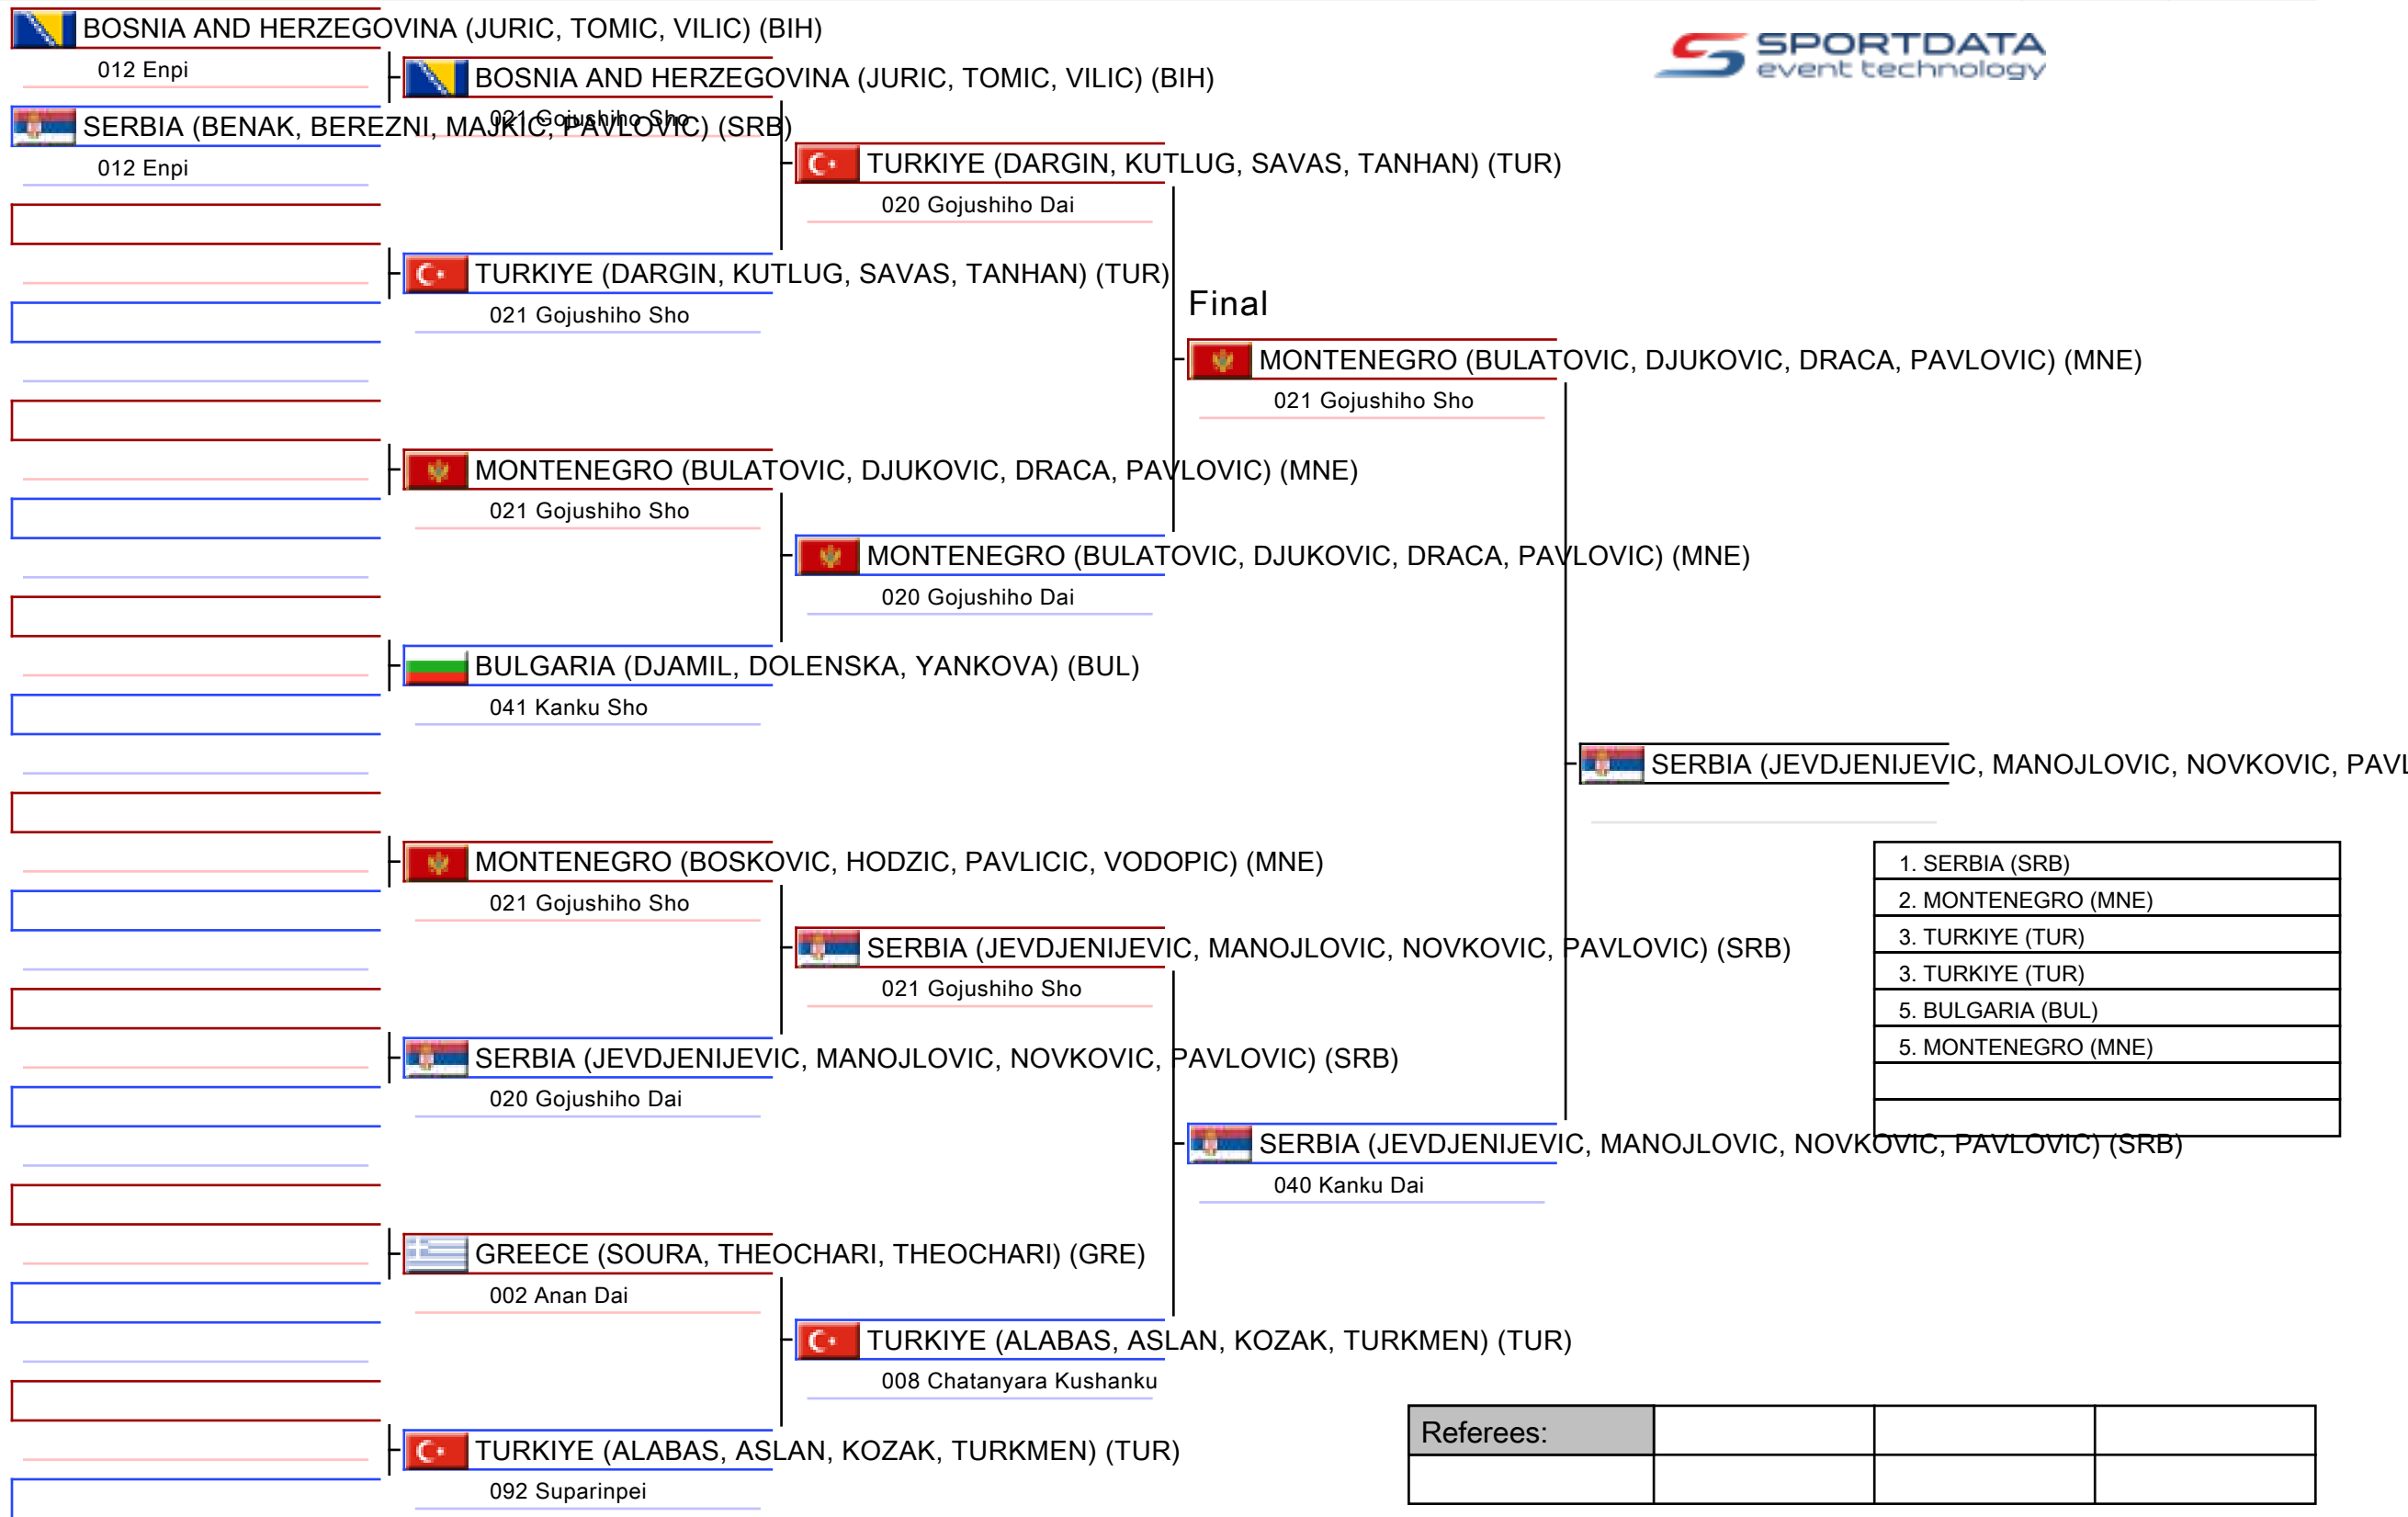 BOSNIA AND HERZEGOVINA (JURIC, TOMIC, VILIC) (BIH)
012 Enpi
SERBIA (BENAK, BEREZNI, MAJKIC, PAVLOVIC) (SRB)
012 Enpi
BOSNIA AND HERZEGOVINA (JURIC, TOMIC, VILIC) (BIH)
021 Gojushiho Sho
TURKIYE (DARGIN, KUTLUG, SAVAS, TANHAN) (TUR)
021 Gojushiho Sho
MONTENEGRO (BULATOVIC, DJUKOVIC, DRACA, PAVLOVIC) (MNE)
021 Gojushiho Sho
BULGARIA (DJAMIL, DOLENSKA, YANKOVA) (BUL)
041 Kanku Sho
MONTENEGRO (BOSKOVIC, HODZIC, PAVLICIC, VODOPIC) (MNE)
021 Gojushiho Sho
SERBIA (JEVDJENIJEVIC, MANOJLOVIC, NOVKOVIC, PAVLOVIC) (SRB)
020 Gojushiho Dai
GREECE (SOURA, THEOCHARI, THEOCHARI) (GRE)
002 Anan Dai
TURKIYE (ALABAS, ASLAN, KOZAK, TURKMEN) (TUR)
092 Suparinpei
TURKIYE (DARGIN, KUTLUG, SAVAS, TANHAN) (TUR)
020 Gojushiho Dai
MONTENEGRO (BULATOVIC, DJUKOVIC, DRACA, PAVLOVIC) (MNE)
020 Gojushiho Dai
SERBIA (JEVDJENIJEVIC, MANOJLOVIC, NOVKOVIC, PAVLOVIC) (SRB)
021 Gojushiho Sho
TURKIYE (ALABAS, ASLAN, KOZAK, TURKMEN) (TUR)
008 Chatanyara Kushanku
Final
MONTENEGRO (BULATOVIC, DJUKOVIC, DRACA, PAVLOVIC) (MNE)
021 Gojushiho Sho
SERBIA (JEVDJENIJEVIC, MANOJLOVIC, NOVKOVIC, PAVLOVIC) (SRB)
040 Kanku Dai
SERBIA (JEVDJENIJEVIC, MANOJLOVIC, NOVKOVIC, PAVL
SPORTDATA
event technology
1. SERBIA (SRB)
2. MONTENEGRO (MNE)
3. TURKIYE (TUR)
3. TURKIYE (TUR)
5. BULGARIA (BUL)
5. MONTENEGRO (MNE)
Referees: